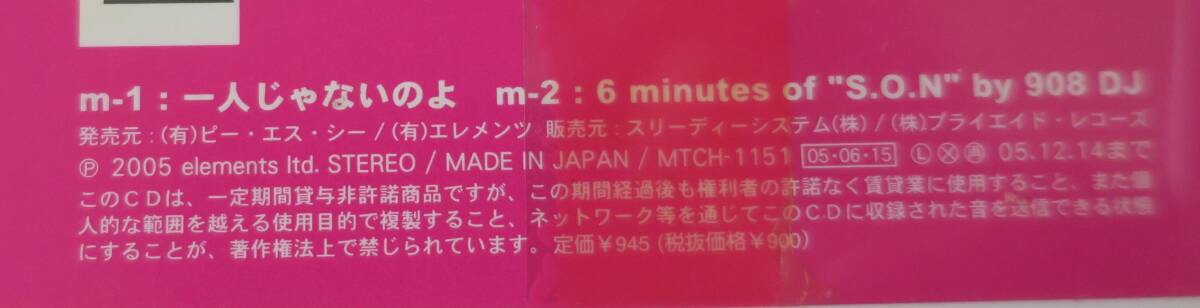 m-1 : 一人じゃないのよ m-2 : 6 minutes of "S.O.N" by 908 DJ
発売元 : (有)ピー・エス・シー / (有)エレメンツ 販売元 : スリーディーシステム(株) / (株)ブライエイド・レコーズ
Ⓟ 2005 elements ltd. STEREO / MADE IN JAPAN / MTCH-1151 05・06・15 Ⓛ Ⓧ 05.12.14まで
このCDは、一定期間貸与非許諾商品ですが、この期間経過後も権利者の許諾なく賃貸業に使用すること、また個
人的な範囲を越える使用目的で複製すること、ネットワーク等を通じてこのCDに収録された音を送信できる状態
にすることが、著作権法上で禁じられています。定価¥945 (税抜価格¥900)